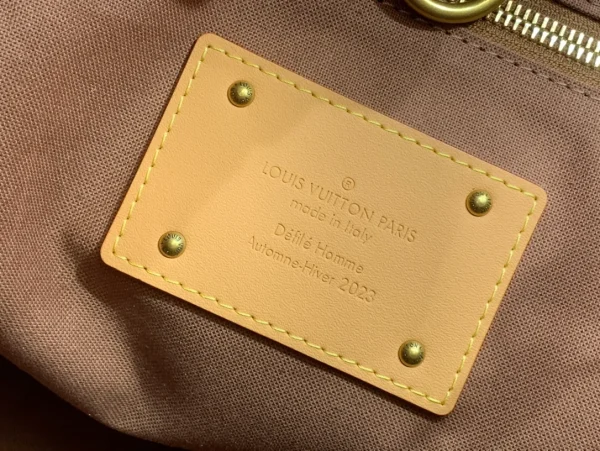 ®
LOUIS VUITTON PARIS
made in Italy
Défilé Homme
Automne-Hiver 2023